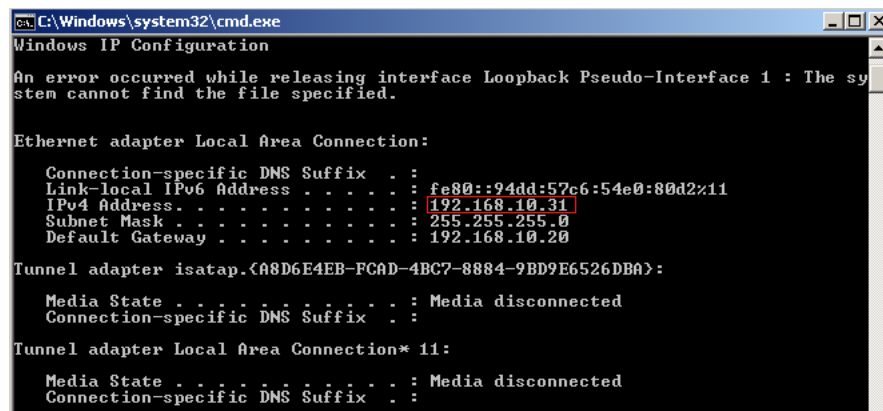 C:\Windows\system32\cmd.exe
Windows IP Configuration
An error occurred while releasing interface Loopback Pseudo-Interface 1 : The sy
stem cannot find the file specified.
Ethernet adapter Local Area Connection:
Connection-specific DNS Suffix . :
Link-local IPv6 Address . . . . . : fe80::94dd:57c6:54e0:80d2%11
IPv4 Address. . . . . . . . . . . : 192.168.10.31
Subnet Mask . . . . . . . . . . . : 255.255.255.0
Default Gateway . . . . . . . . . : 192.168.10.20
Tunnel adapter isatap.{A8D6E4EB-FCAD-4BC7-8884-9BD9E6526DBA}:
Media State . . . . . . . . . . . : Media disconnected
Connection-specific DNS Suffix . :
Tunnel adapter Local Area Connection* 11:
Media State . . . . . . . . . . . : Media disconnected
Connection-specific DNS Suffix . :